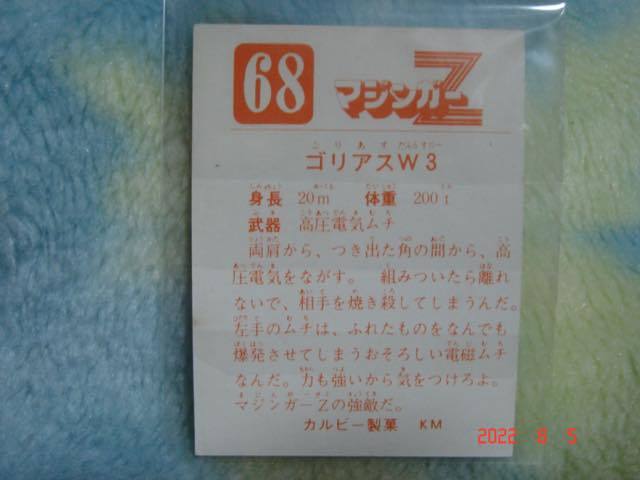 68
マジンガーZ
ゴリアスW3
身長 20m 体重 200t
武器 高圧電気ムチ
両肩から、つき出た角の間から、高
圧電気をながす。 組みついたら離れ
ないで、相手を焼き殺してしまうんだ。
左手のムチは、ふれたものをなんでも
爆発させてしまうおそろしい電磁ムチ
なんだ。力も強いから気をつけろよ。
マジンガーZの強敵だ。
カルビー製菓 KM
2022 8 5